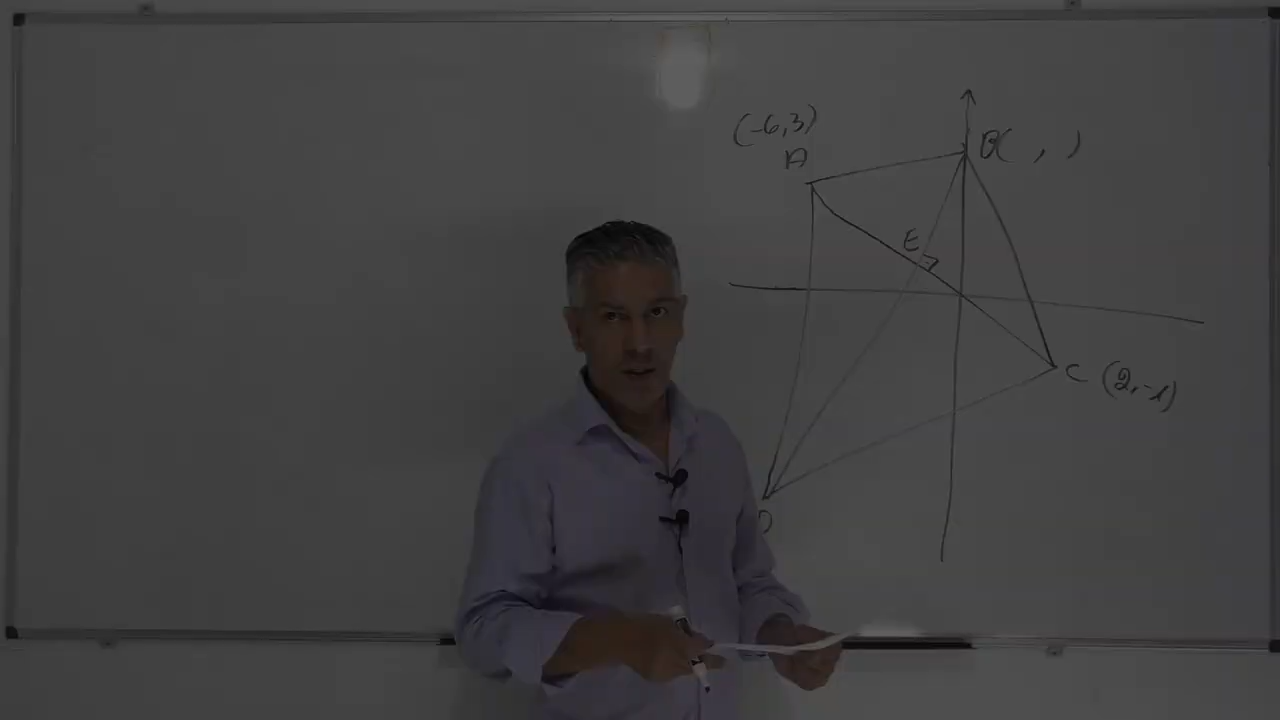 (-6,3)
A
B( , )
E
C (2,-1)
D